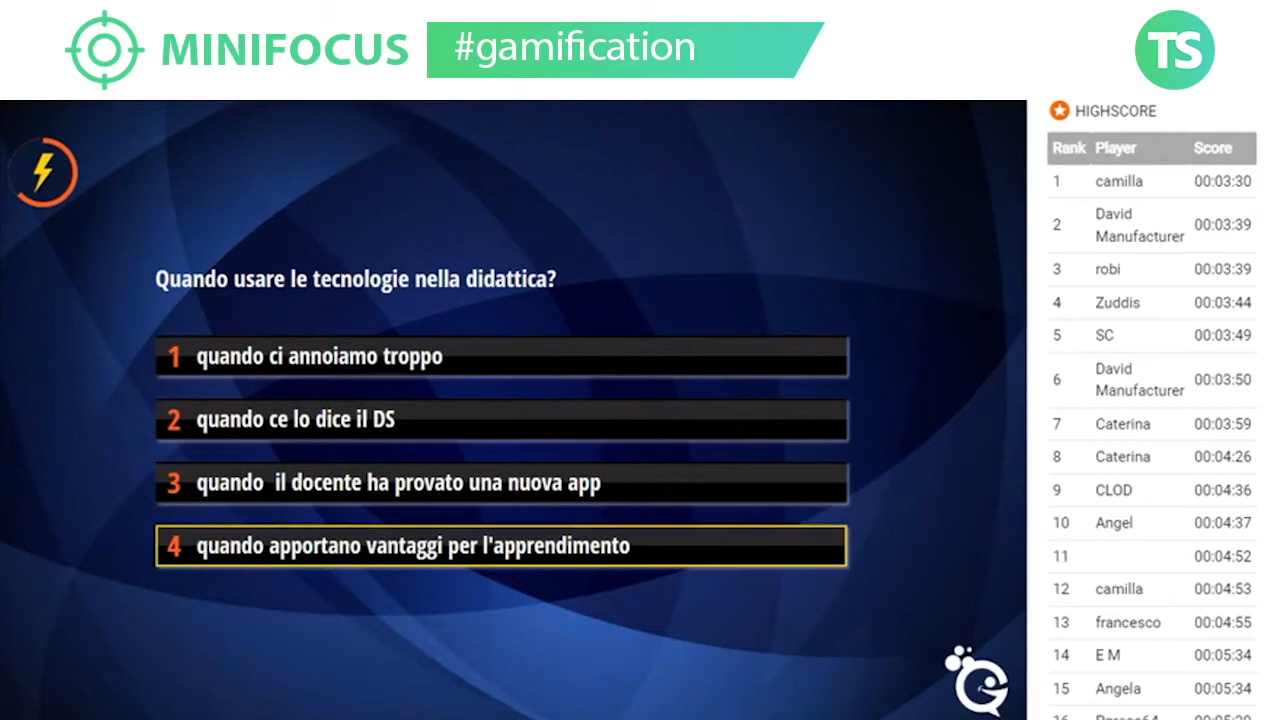 MINIFOCUS
#gamification
TS
HIGHSCORE
Rank Player Score
1 camilla 00:03:30
2 David Manufacturer 00:03:39
3 robi 00:03:39
4 Zuddis 00:03:44
5 SC 00:03:49
6 David Manufacturer 00:03:50
7 Caterina 00:03:59
8 Caterina 00:04:26
9 CLOD 00:04:36
10 Angel 00:04:37
11 00:04:52
12 camilla 00:04:53
13 francesco 00:04:55
14 E M 00:05:34
15 Angela 00:05:34
Quando usare le tecnologie nella didattica?
1 quando ci annoiamo troppo
2 quando ce lo dice il DS
3 quando il docente ha provato una nuova app
4 quando apportano vantaggi per l'apprendimento